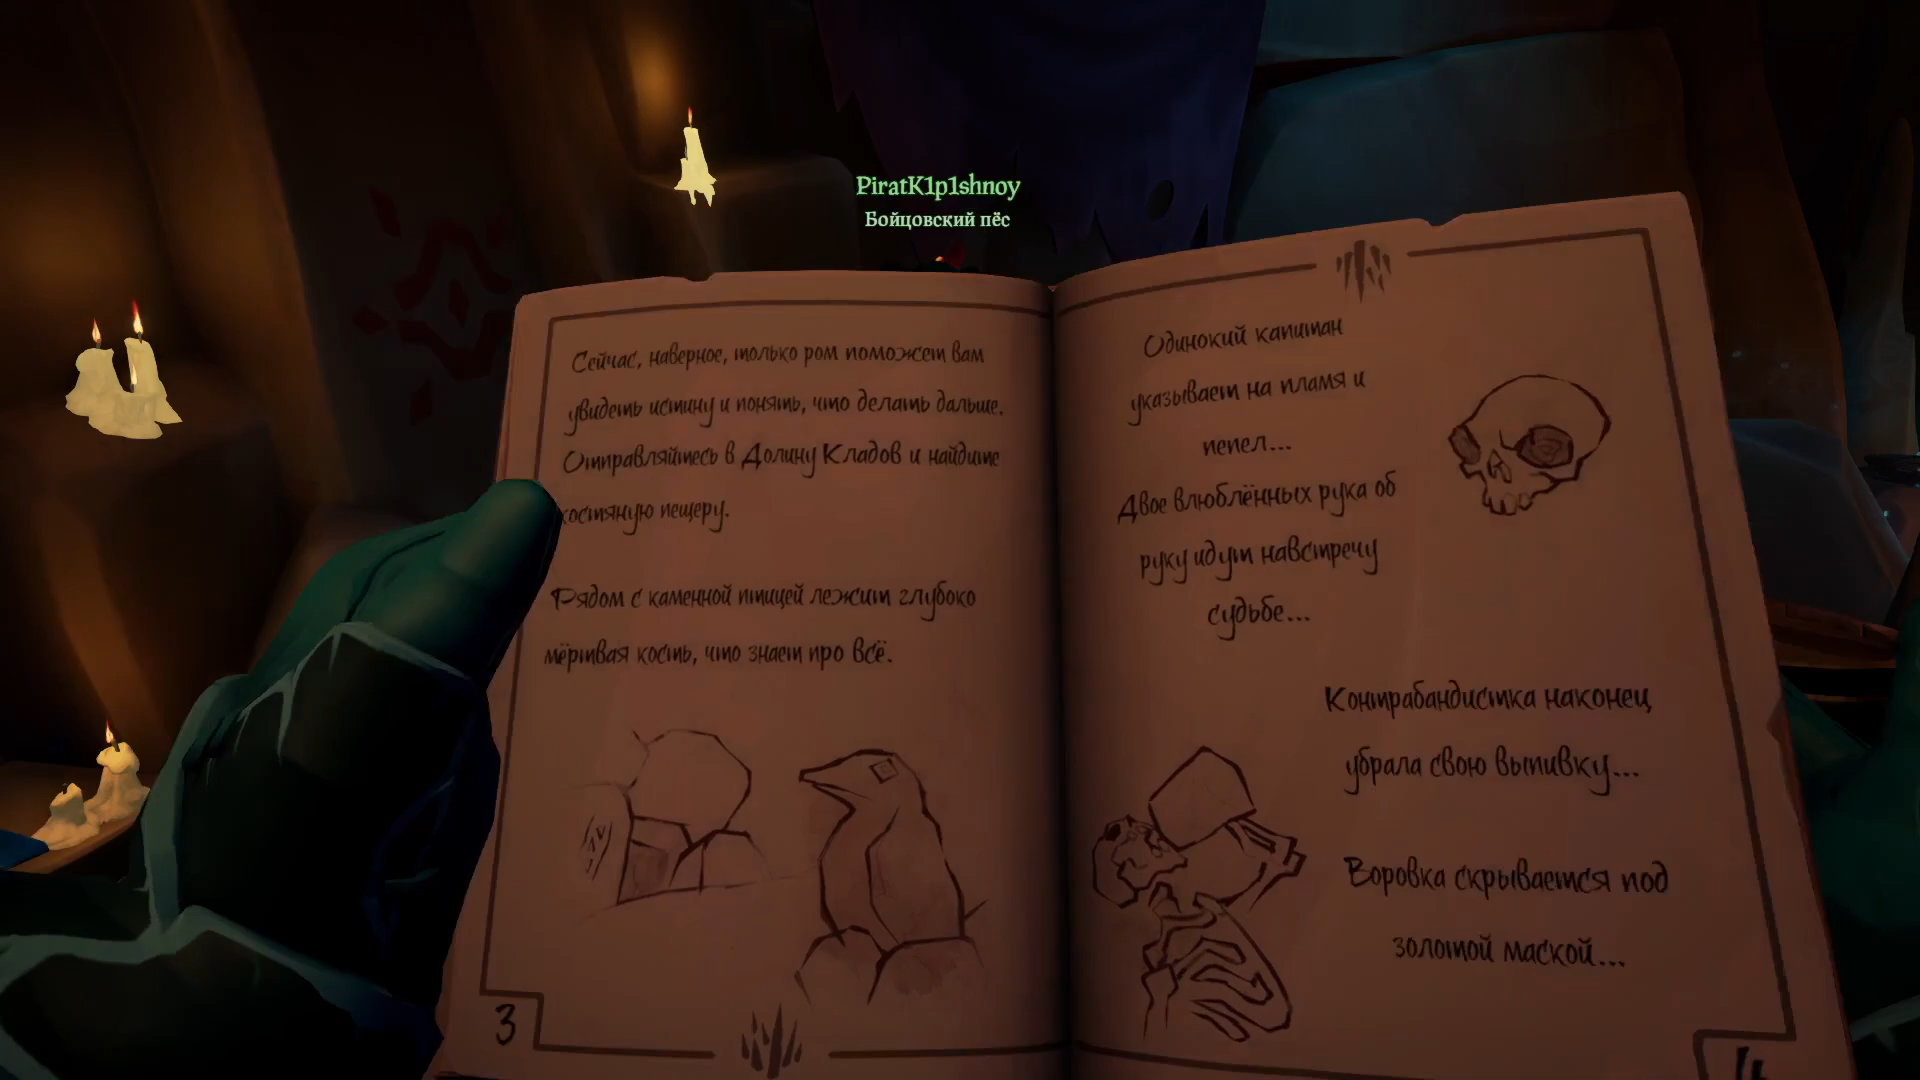 PiratK1p1shnoy
Бойцовский пёс
Сейчас, наверное, только ром поможет вам
увидеть истину и понять, что делать дальше.
Отправляйтесь в Долину Кладов и найдите
костяную пещеру.
Рядом с каменной птицей лежит глубоко
мёртвая кость, что знает про всё.
3
Одинокий капитан
указывает на пламя и
пепел...
Двое влюблённых рука об
руку идут навстречу
судьбе...
Контрабандистка наконец
убрала свою выпивку...
Воровка скрывается под
золотой маской...
4